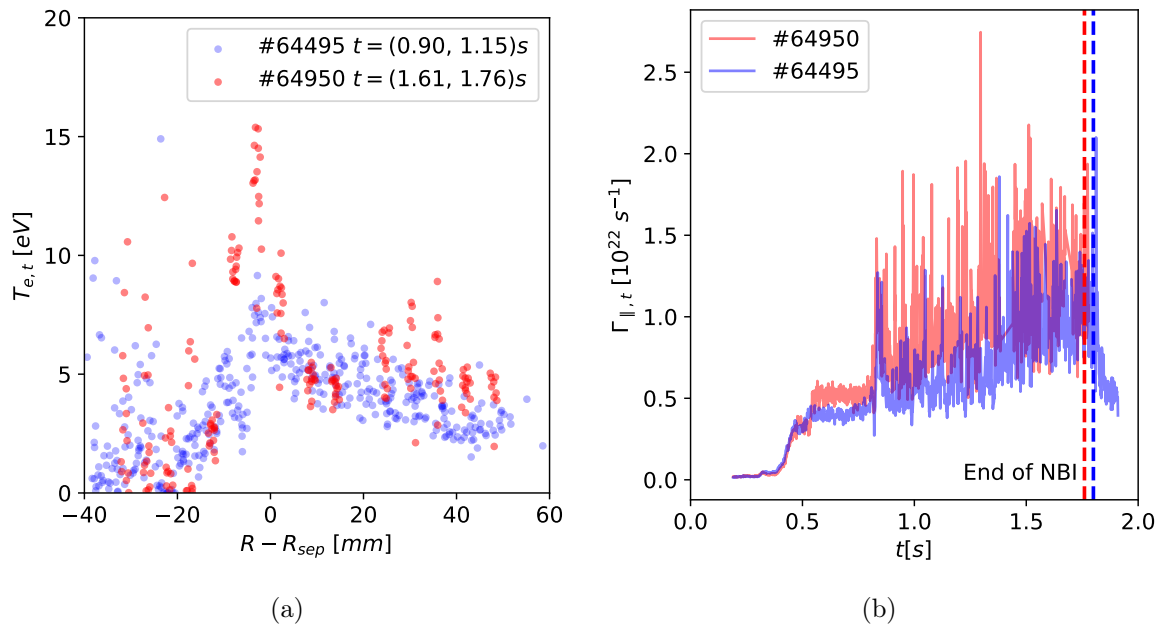 20
15
10
5
0
−40
−20
0
20
40
60
T_{e,t} [eV]
R − R_{sep} [mm]
#64495 t = (0.90, 1.15)s
#64950 t = (1.61, 1.76)s
(a)
2.5
2.0
1.5
1.0
0.5
0.0
0.0
0.5
1.0
1.5
2.0
Γ_{∥,t} [10^{22} s^{−1}]
t[s]
#64950
#64495
End of NBI
(b)